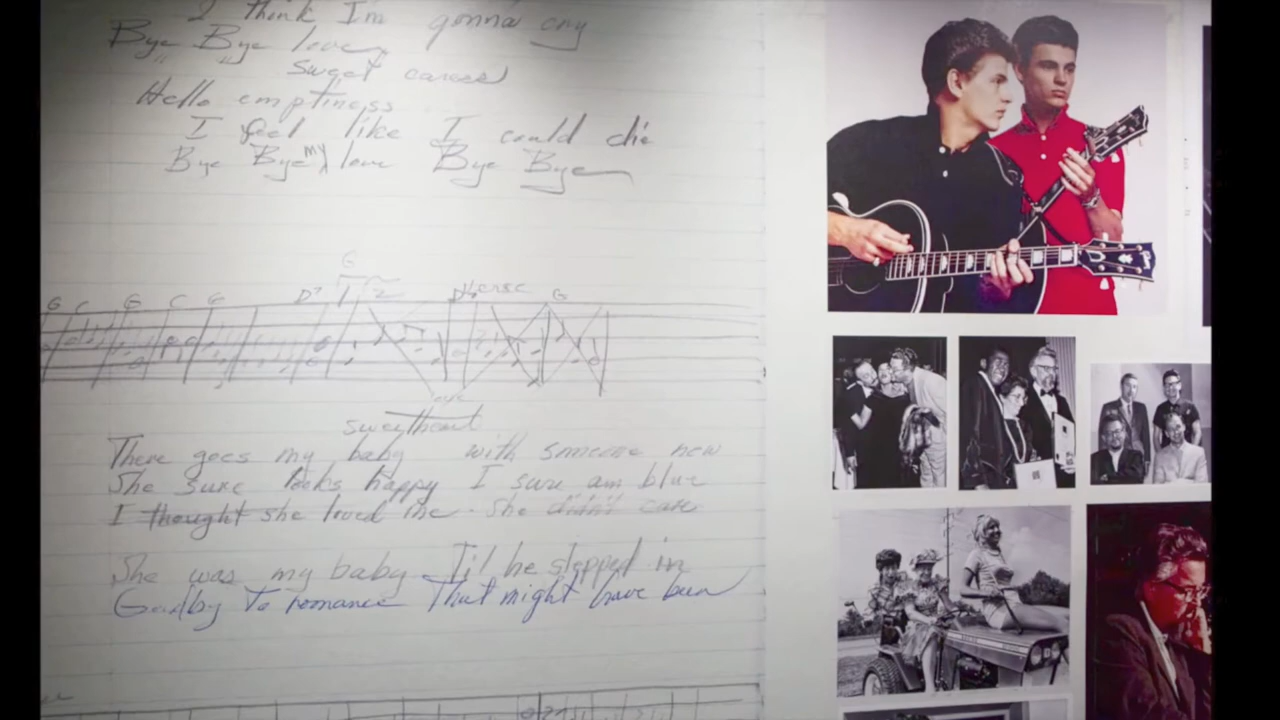 I think Im gonna cry
Bye Bye love
" " sweet caress
Hello emptiness
I feel like I could die
Bye Bye my love Bye Bye
G
G C G C G D7 1 2 Verse G
sweetheart
There goes my baby with someone new
She sure looks happy I sure am blue
I thought she loved me - She didn't care
She was my baby Til he stepped in
Goodby to romance That might have been